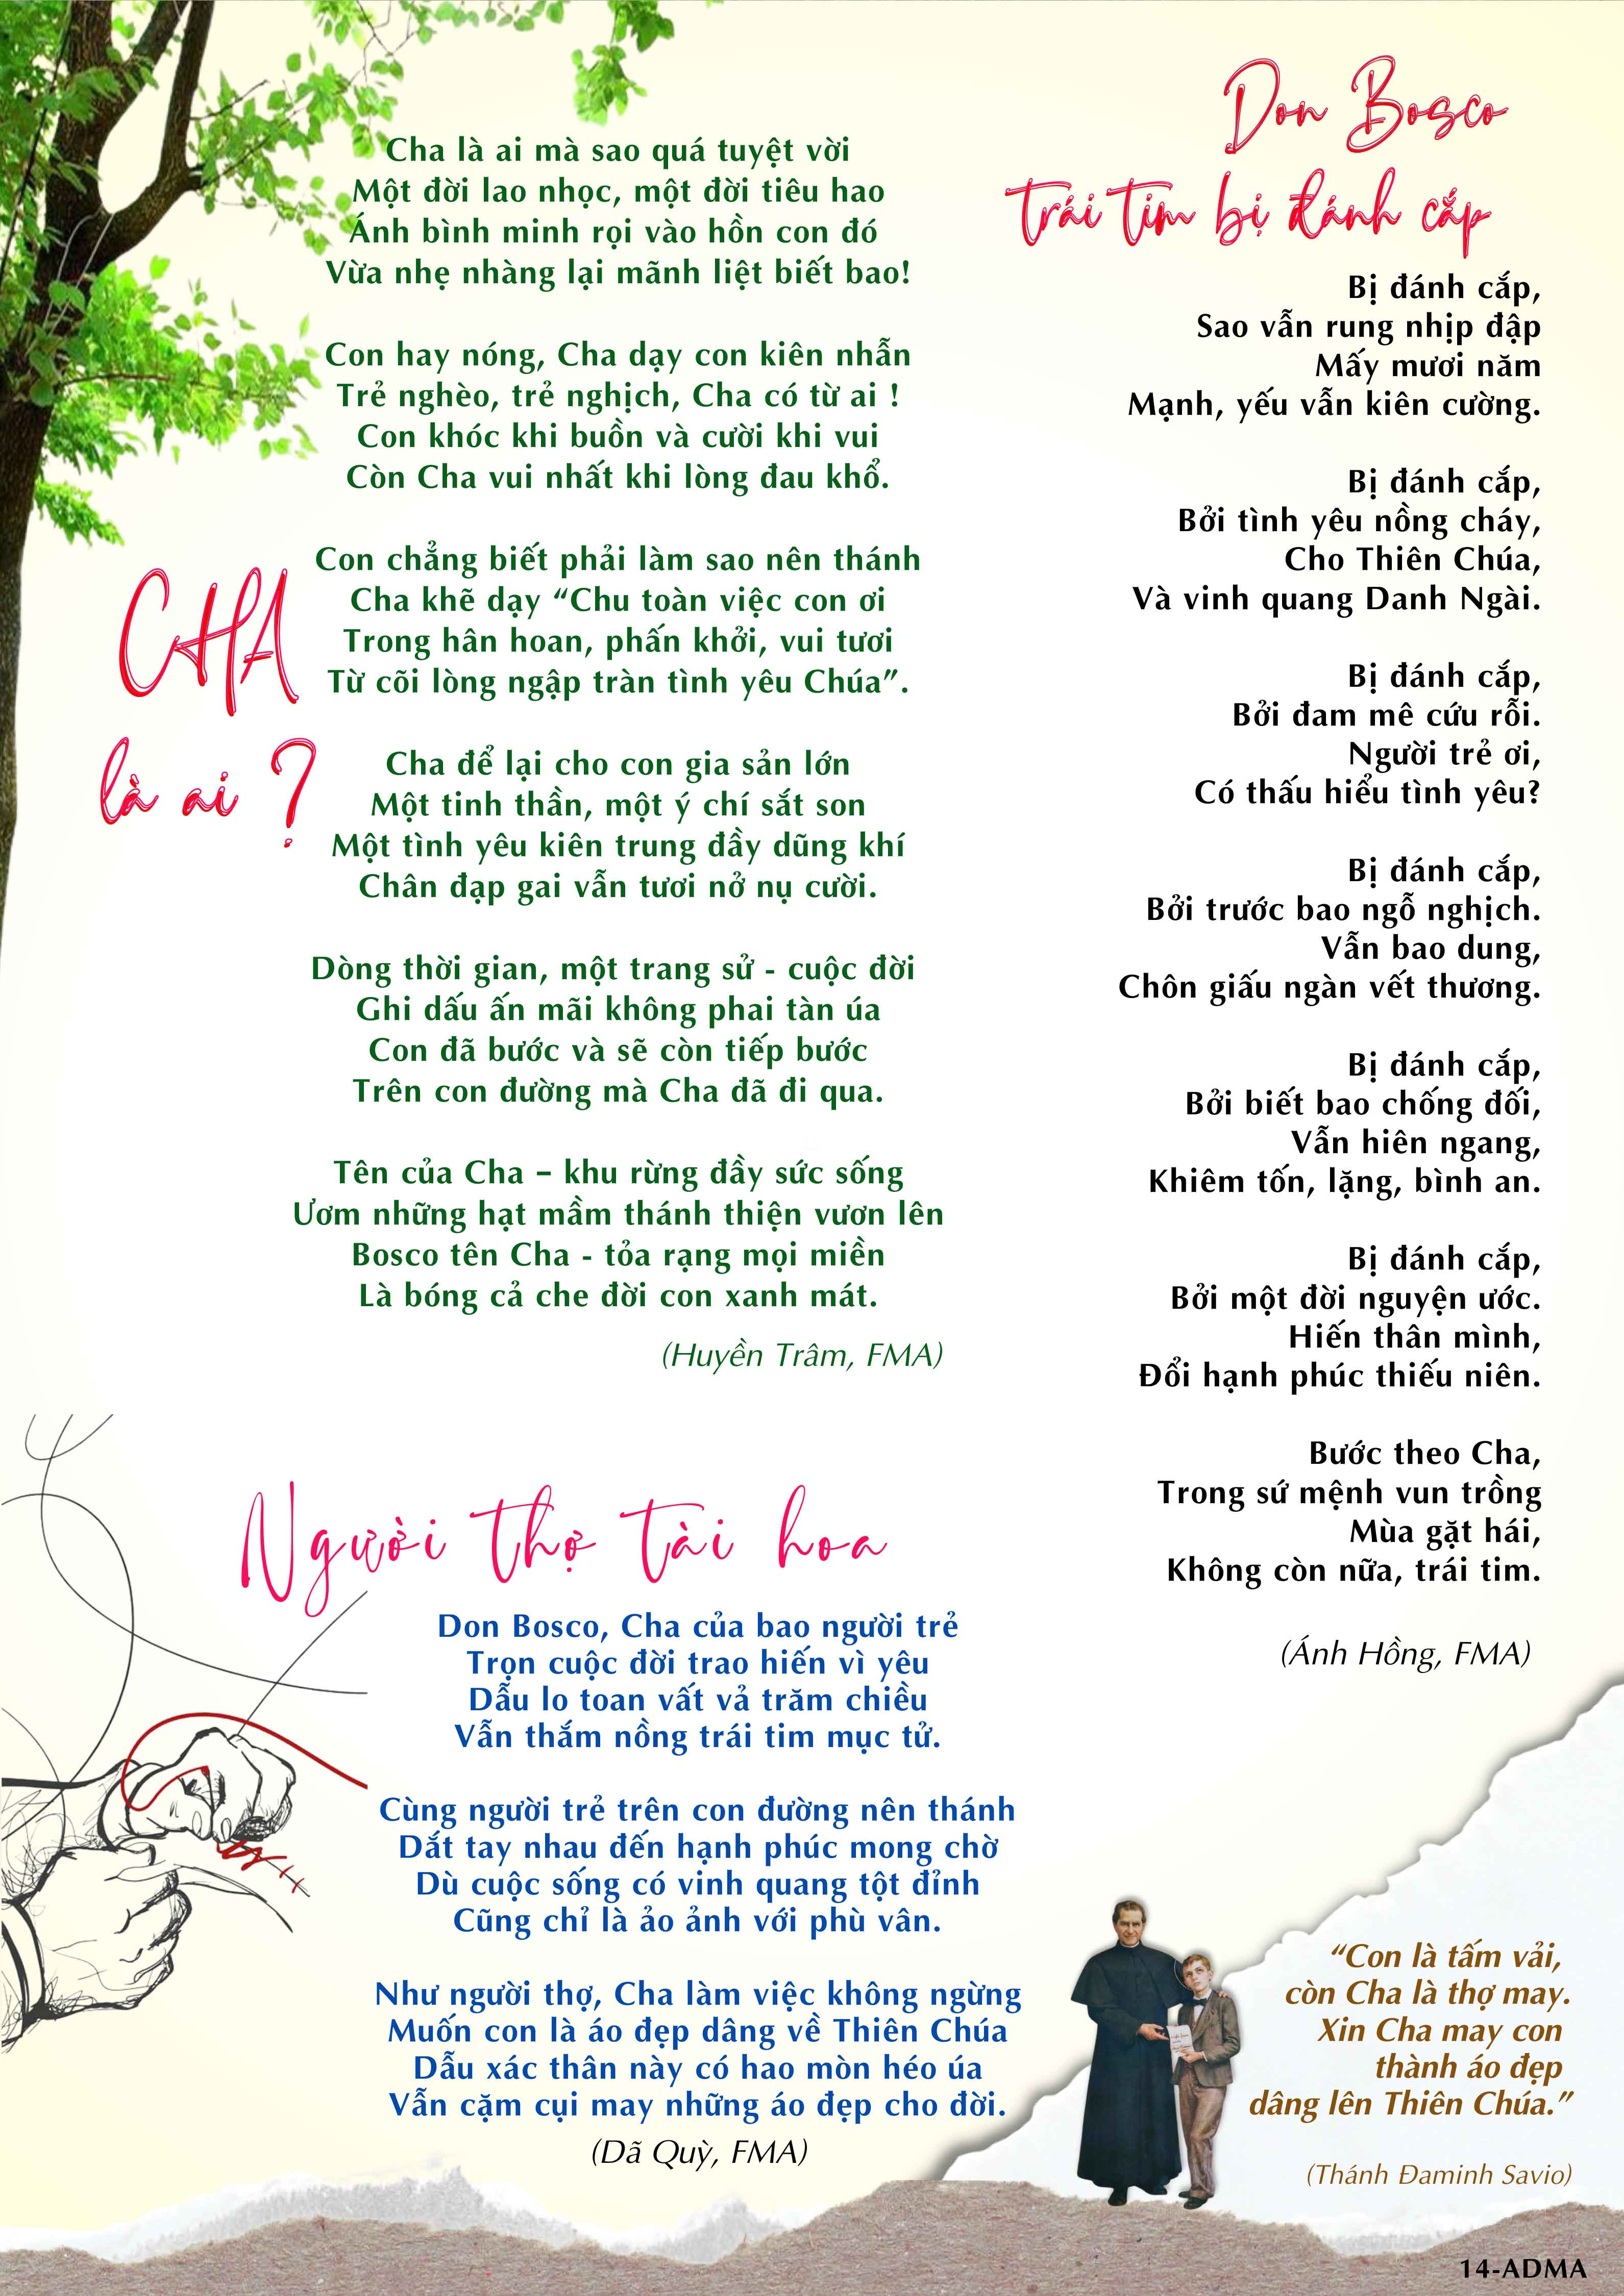 CHA
là ai ?
Cha là ai mà sao quá tuyệt vời
Một đời lao nhọc, một đời tiêu hao
Ánh bình minh rọi vào hồn con đó
Vừa nhẹ nhàng lại mãnh liệt biết bao!
Con hay nóng, Cha dạy con kiên nhẫn
Trẻ nghèo, trẻ nghịch, Cha có từ ai !
Con khóc khi buồn và cười khi vui
Còn Cha vui nhất khi lòng đau khổ.
Con chẳng biết phải làm sao nên thánh
Cha khẽ dạy “Chu toàn việc con ơi
Trong hân hoan, phấn khởi, vui tươi
Từ cõi lòng ngập tràn tình yêu Chúa”.
Cha để lại cho con gia sản lớn
Một tinh thần, một ý chí sắt son
Một tình yêu kiên trung đầy dũng khí
Chân đạp gai vẫn tươi nở nụ cười.
Dòng thời gian, một trang sử - cuộc đời
Ghi dấu ấn mãi không phai tàn úa
Con đã bước và sẽ còn tiếp bước
Trên con đường mà Cha đã đi qua.
Tên của Cha – khu rừng đầy sức sống
Ươm những hạt mầm thánh thiện vươn lên
Bosco tên Cha - tỏa rạng mọi miền
Là bóng cả che đời con xanh mát.
(Huyền Trâm, FMA)
Don Bosco
trái tim bị đánh cắp
Bị đánh cắp,
Sao vẫn rung nhịp đập
Mấy mươi năm
Mạnh, yếu vẫn kiên cường.
Bị đánh cắp,
Bởi tình yêu nồng cháy,
Cho Thiên Chúa,
Và vinh quang Danh Ngài.
Bị đánh cắp,
Bởi đam mê cứu rỗi.
Người trẻ ơi,
Có thấu hiểu tình yêu?
Bị đánh cắp,
Bởi trước bao ngỗ nghịch.
Vẫn bao dung,
Chôn giấu ngàn vết thương.
Bị đánh cắp,
Bởi biết bao chống đối,
Vẫn hiên ngang,
Khiêm tốn, lặng, bình an.
Bị đánh cắp,
Bởi một đời nguyện ước.
Hiến thân mình,
Đổi hạnh phúc thiếu niên.
Bước theo Cha,
Trong sứ mệnh vun trồng
Mùa gặt hái,
Không còn nữa, trái tim.
(Ánh Hồng, FMA)
Người thợ tài hoa
Don Bosco, Cha của bao người trẻ
Trọn cuộc đời trao hiến vì yêu
Dẫu lo toan vất vả trăm chiều
Vẫn thắm nồng trái tim mục tử.
Cùng người trẻ trên con đường nên thánh
Dắt tay nhau đến hạnh phúc mong chờ
Dù cuộc sống có vinh quang tột đỉnh
Cũng chỉ là ảo ảnh với phù vân.
Như người thợ, Cha làm việc không ngừng
Muốn con là áo đẹp dâng về Thiên Chúa
Dẫu xác thân này có hao mòn héo úa
Vẫn cặm cụi may những áo đẹp cho đời.
(Dã Quỳ, FMA)
“Con là tấm vải,
còn Cha là thợ may.
Xin Cha may con
thành áo đẹp
dâng lên Thiên Chúa.”
(Thánh Đaminh Savio)
14-ADMA